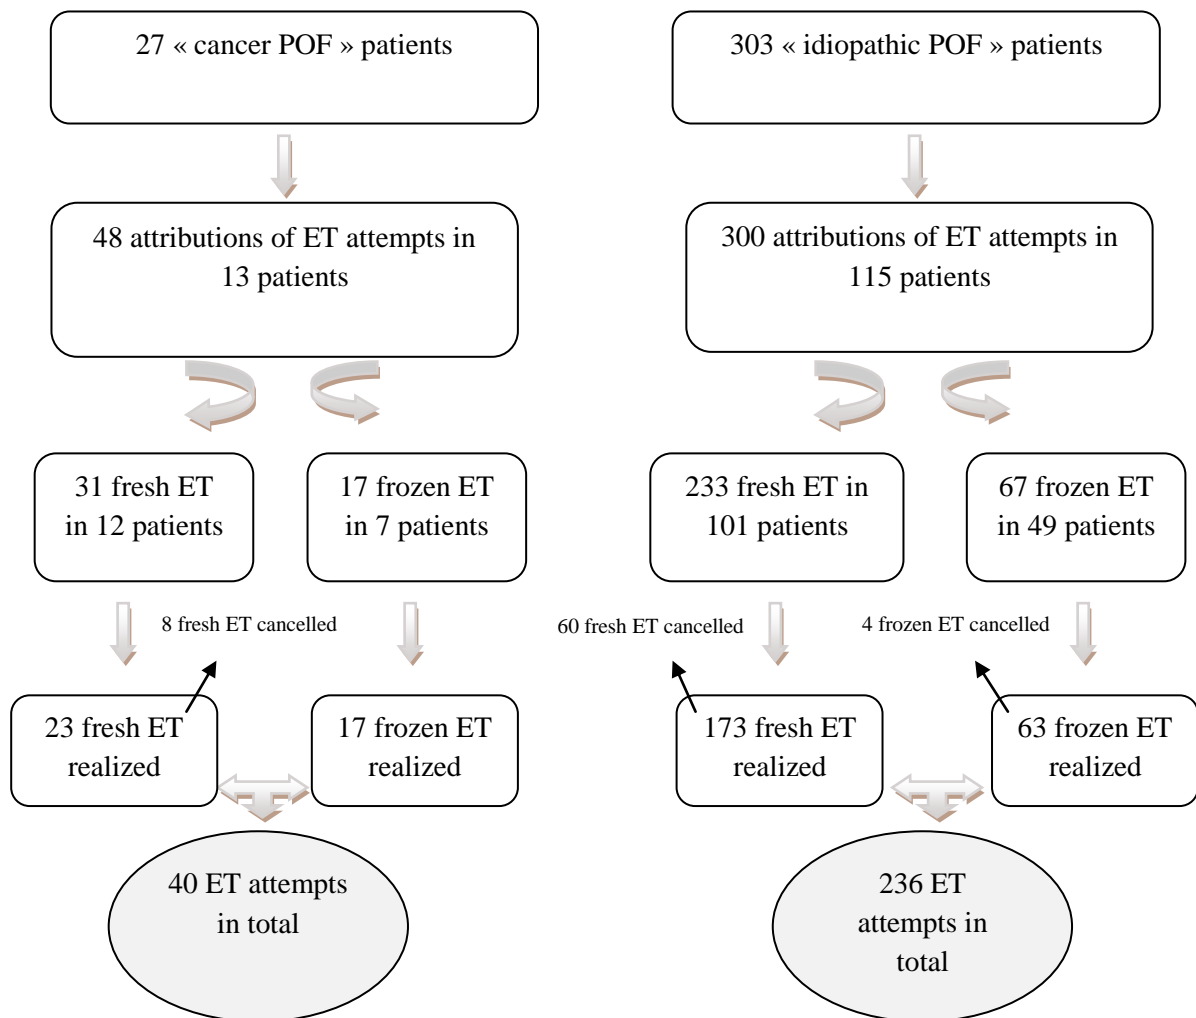 27 « cancer POF » patients
303 « idiopathic POF » patients
48 attributions of ET attempts in
13 patients
300 attributions of ET attempts in
115 patients
31 fresh ET
in 12 patients
17 frozen ET
in 7 patients
233 fresh ET in
101 patients
67 frozen ET
in 49 patients
8 fresh ET cancelled
60 fresh ET cancelled
4 frozen ET cancelled
23 fresh ET
realized
17 frozen ET
realized
173 fresh ET
realized
63 frozen ET
realized
40 ET attempts
in total
236 ET
attempts in
total